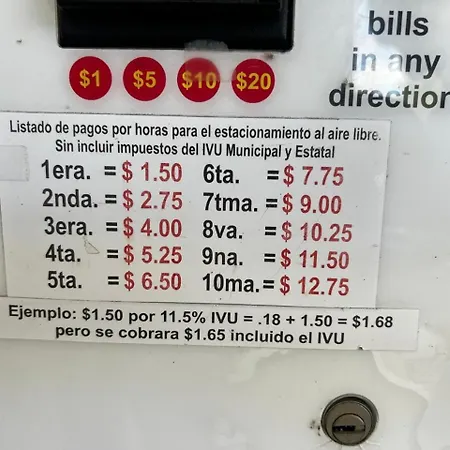 bills
in any
direction
$1 $5 $10 $20
Listado de pagos por horas para el estacionamiento al aire libre.
Sin incluir impuestos del IVU Municipal y Estatal
1era. = $ 1.50 6ta. = $ 7.75
2nda. = $ 2.75 7tma. = $ 9.00
3era. = $ 4.00 8va. = $ 10.25
4ta. = $ 5.25 9na. = $ 11.50
5ta. = $ 6.50 10ma. = $ 12.75
Ejemplo: $1.50 por 11.5% IVU = .18 + 1.50 = $1.68
pero se cobrara $1.65 incluido el IVU